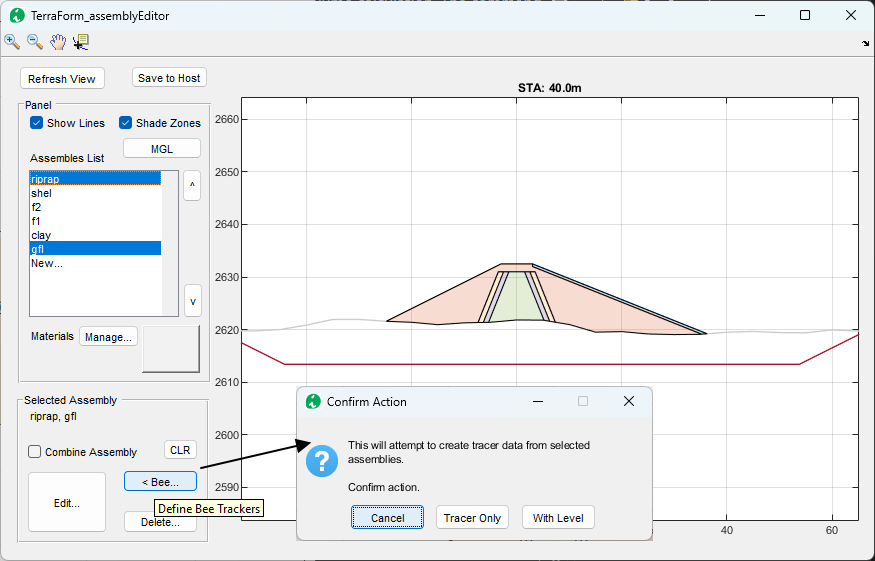 TerraForm_assemblyEditor
Refresh View
Save to Host
Panel
Show Lines
Shade Zones
MGL
Assembles List
riprap
shel
f2
f1
clay
gfl
New...
^
v
Materials
Manage...
Selected Assembly
riprap, gfl
Combine Assembly
CLR
< Bee...
Edit...
Define Bee Trackers
Delete...
STA: 40.0m
2660
2650
2640
2630
2620
2610
2600
2590
40
60
Confirm Action
?
This will attempt to create tracer data from selected
assemblies.
Confirm action.
Cancel
Tracer Only
With Level